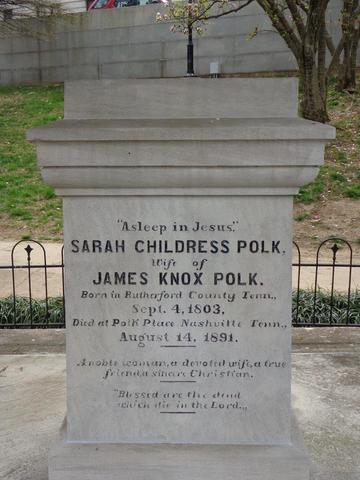 "Asleep in Jesus."
SARAH CHILDRESS POLK,
Wife of
JAMES KNOX POLK.
Born in Rutherford County Tenn.,
Sept. 4, 1803,
Died at Polk Place Nashville Tenn.,
August 14, 1891.
A noble woman, a devoted wife, a true
friend, a sincere Christian.
"Blessed are the dead
which die in the Lord.,,